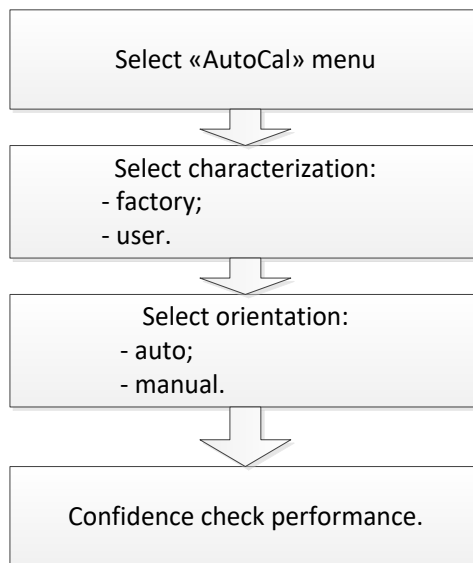 Select «AutoCal» menu
Select characterization:
- factory;
- user.
Select orientation:
- auto;
- manual.
Confidence check performance.